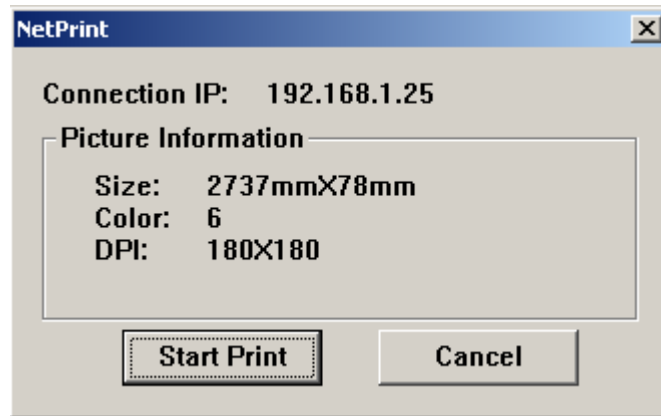 NetPrint
Connection IP: 192.168.1.25
Picture Information
Size: 2737mmX78mm
Color: 6
DPI: 180X180
Start Print Cancel